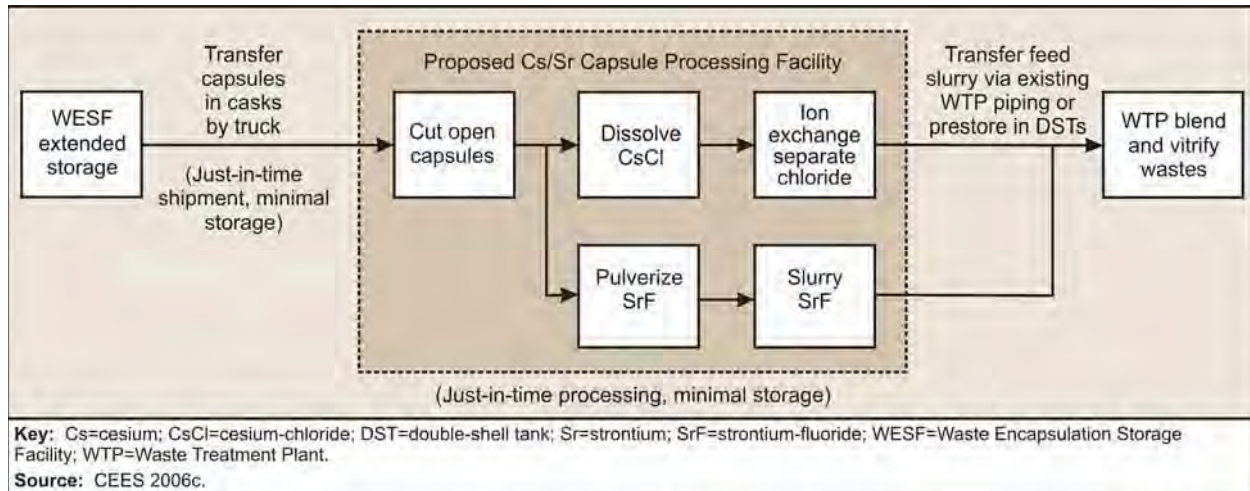 WESF
extended
storage
Transfer
capsules
in casks
by truck
(Just-in-time
shipment, minimal
storage)
Proposed Cs/Sr Capsule Processing Facility
Cut open
capsules
Dissolve
CsCl
Ion
exchange
separate
chloride
Pulverize
SrF
Slurry
SrF
(Just-in-time processing, minimal storage)
Transfer feed
slurry via existing
WTP piping or
prestore in DSTs
WTP blend
and vitrify
wastes
Key: Cs=cesium; CsCl=cesium-chloride; DST=double-shell tank; Sr=strontium; SrF=strontium-fluoride; WESF=Waste Encapsulation Storage
Facility; WTP=Waste Treatment Plant.
Source: CEES 2006c.